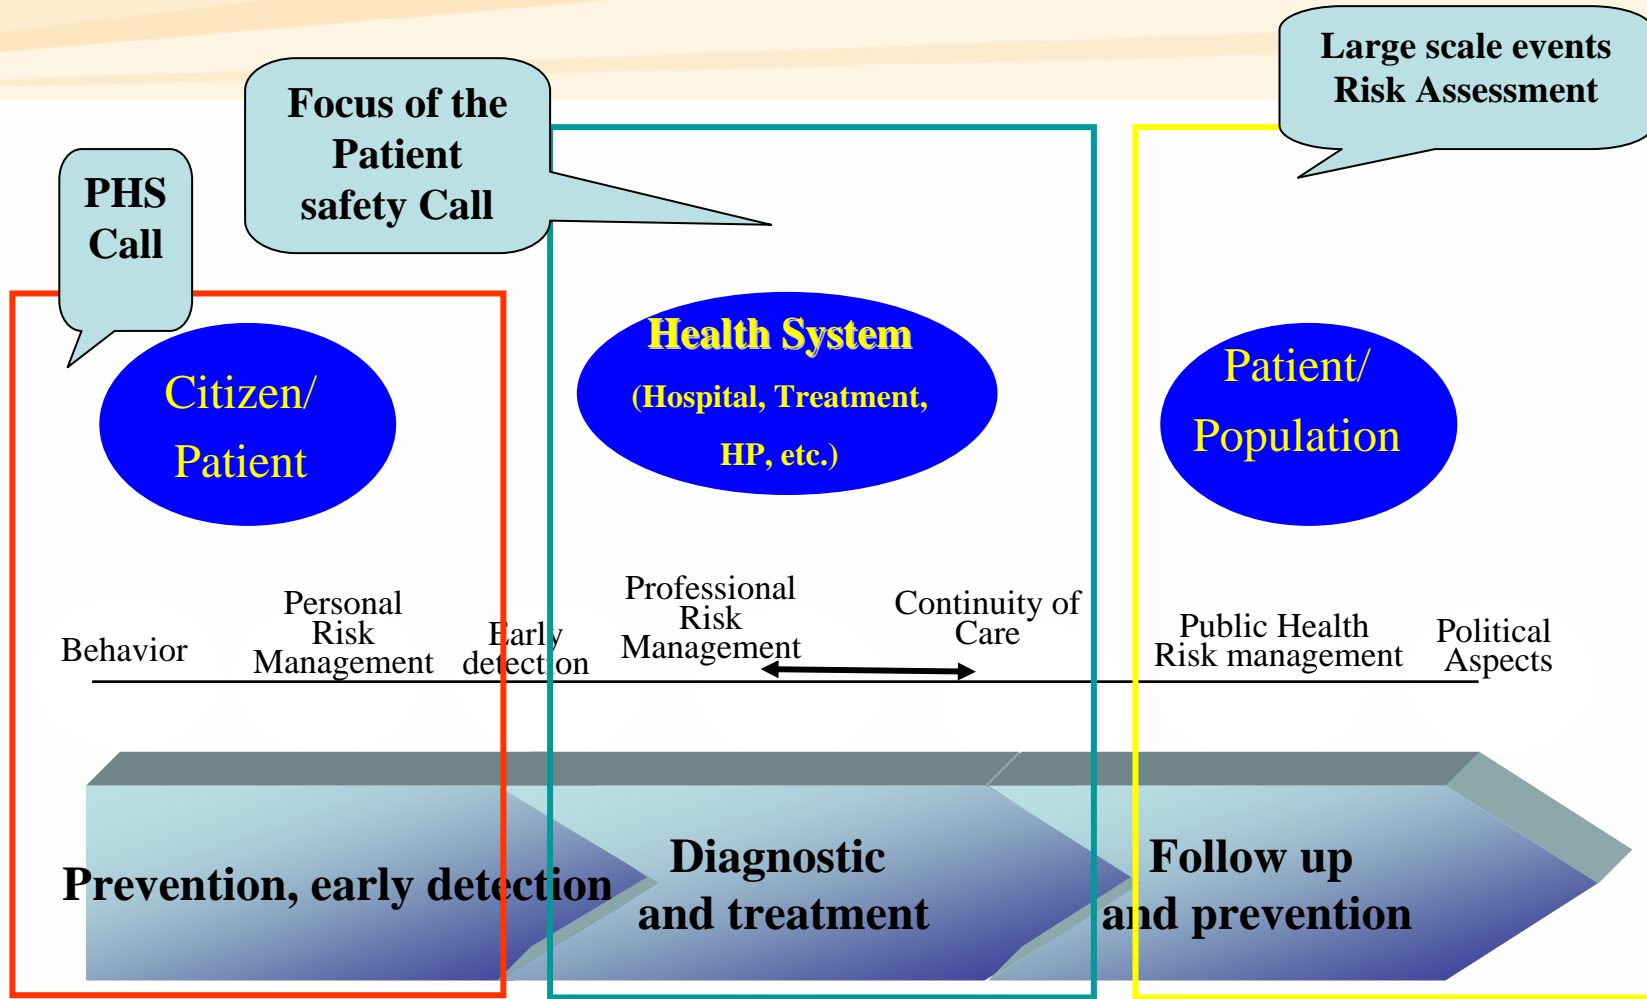 Large scale events
Risk Assessment
Focus of the
Patient
safety Call
PHS
Call
Citizen/
Patient
Health System
(Hospital, Treatment,
HP, etc.)
Patient/
Population
Behavior
Personal
Risk
Management
Early
detection
Professional
Risk
Management
Continuity of
Care
Public Health
Risk management
Political
Aspects
Prevention, early detection
Diagnostic
and treatment
Follow up
and prevention